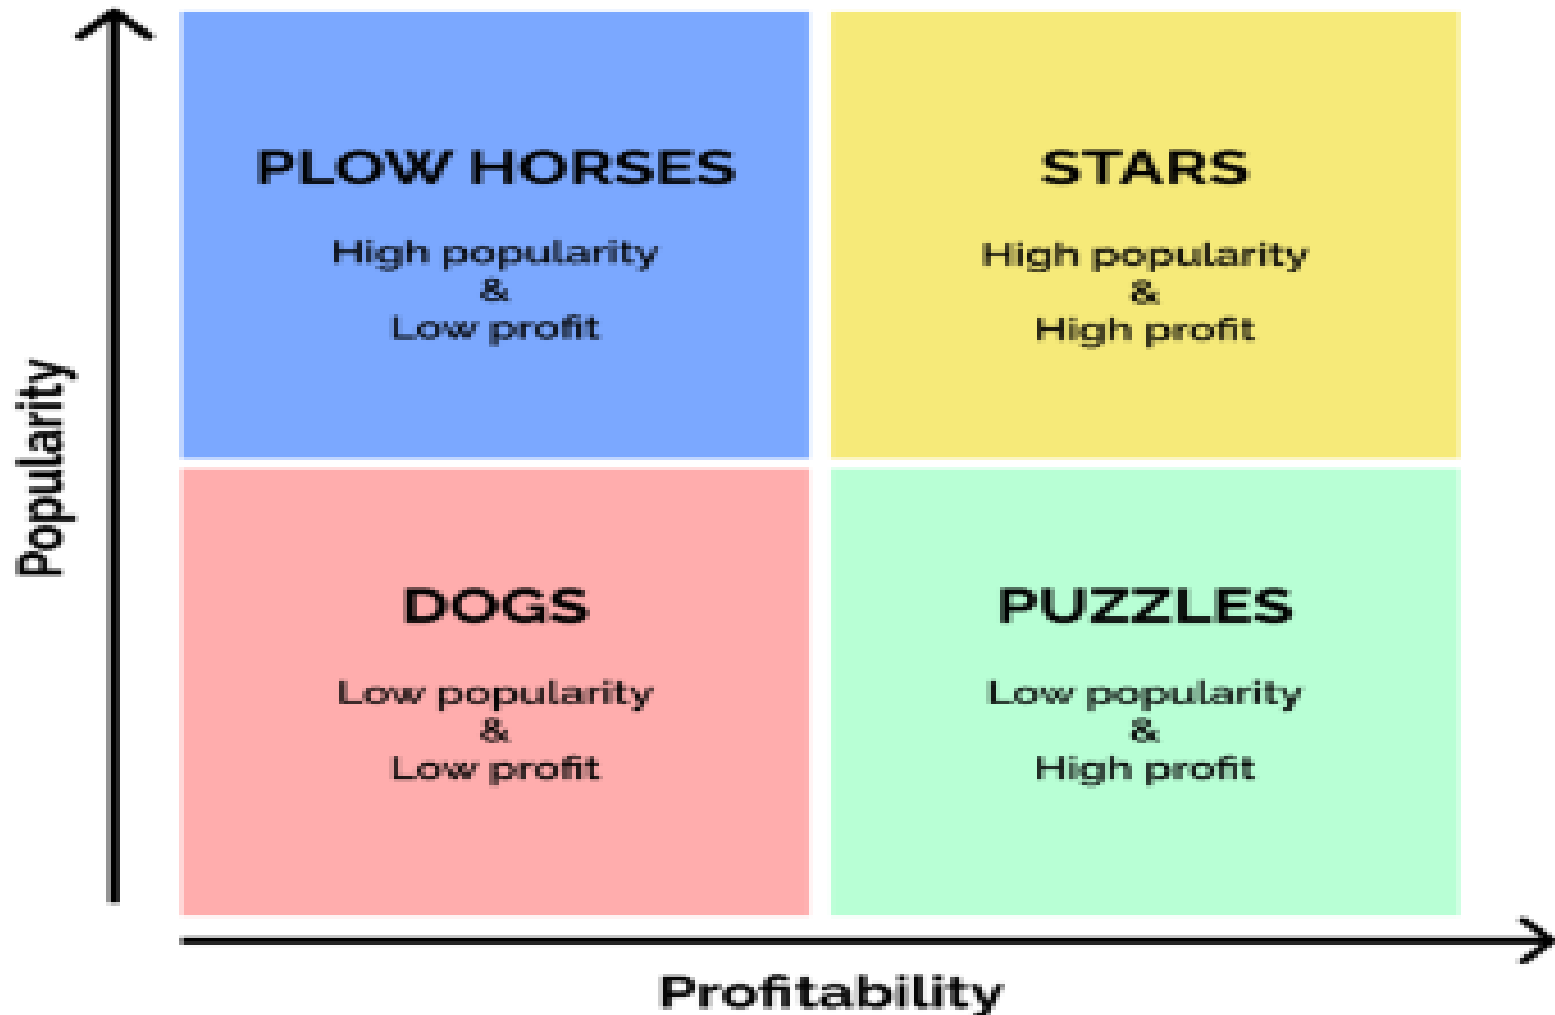 Popularity
PLOW HORSES
High popularity
&
Low profit
STARS
High popularity
&
High profit
DOGS
Low popularity
&
Low profit
PUZZLES
Low popularity
&
High profit
Profitability